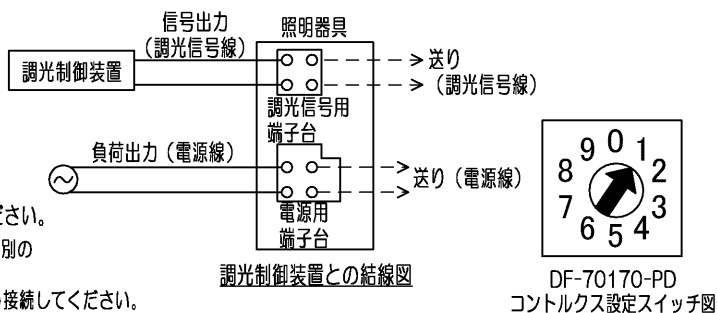 信号出力
(調光信号線)
照明器具
調光制御装置
送り
(調光信号線)
調光信号用
端子台
負荷出力(電源線)
送り(電源線)
電源用
端子台
ださい。
別の
接続してください。
調光制御装置との結線図
0
1
2
3
4
5
6
7
8
9
DF-70170-PD
コントルクス設定スイッチ図